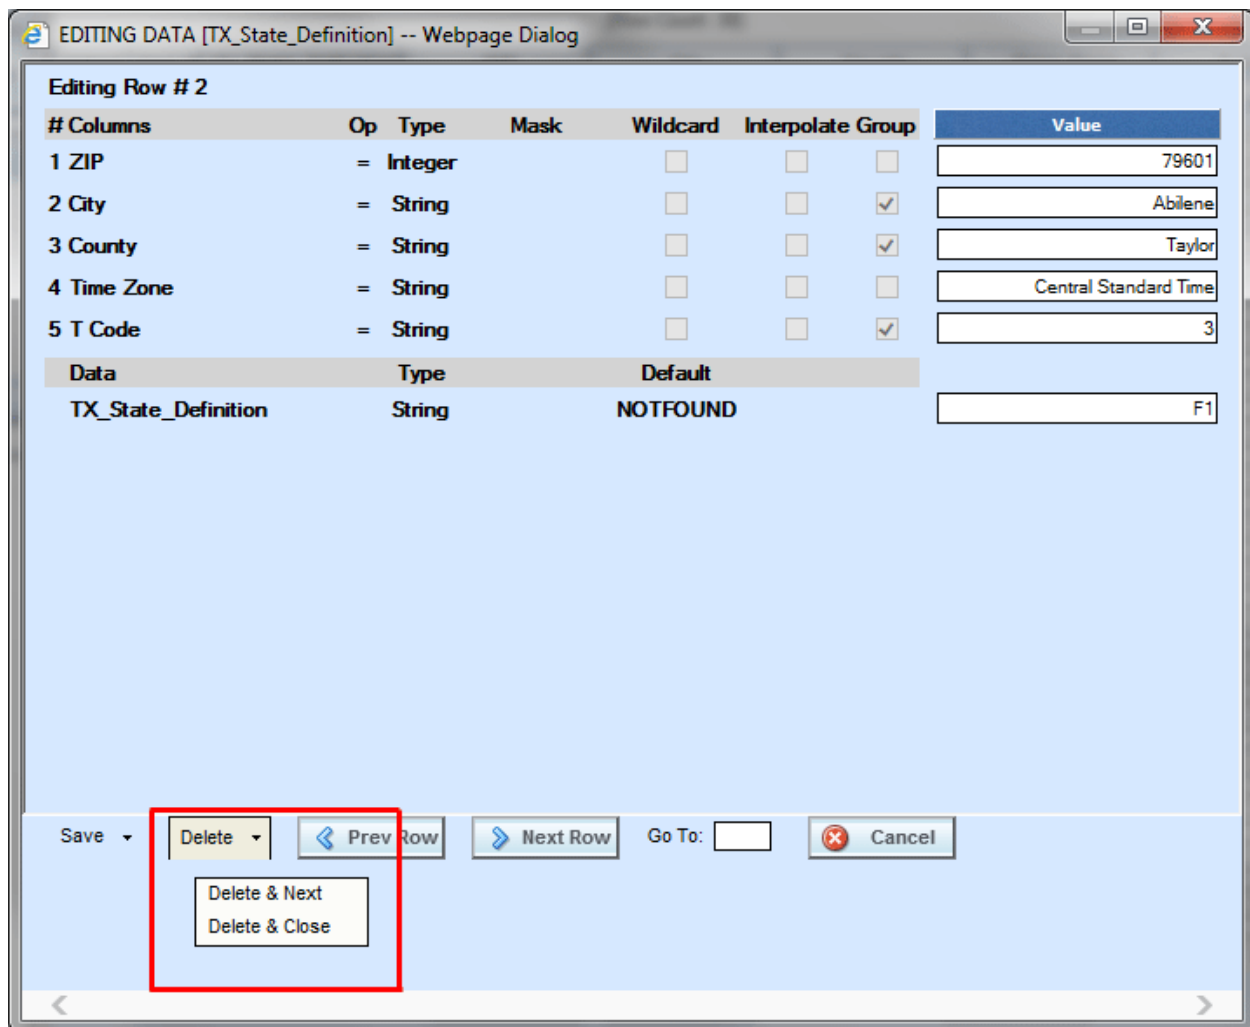 EDITING DATA [TX_State_Definition] -- Webpage Dialog
Editing Row # 2
# Columns Op Type Mask Wildcard Interpolate Group Value
1 ZIP = Integer 79601
2 City = String Abilene
3 County = String Taylor
4 Time Zone = String Central Standard Time
5 T Code = String 3
Data Type Default
TX_State_Definition String NOTFOUND F1
Save Delete Prev Row Next Row Go To: Cancel
Delete & Next
Delete & Close